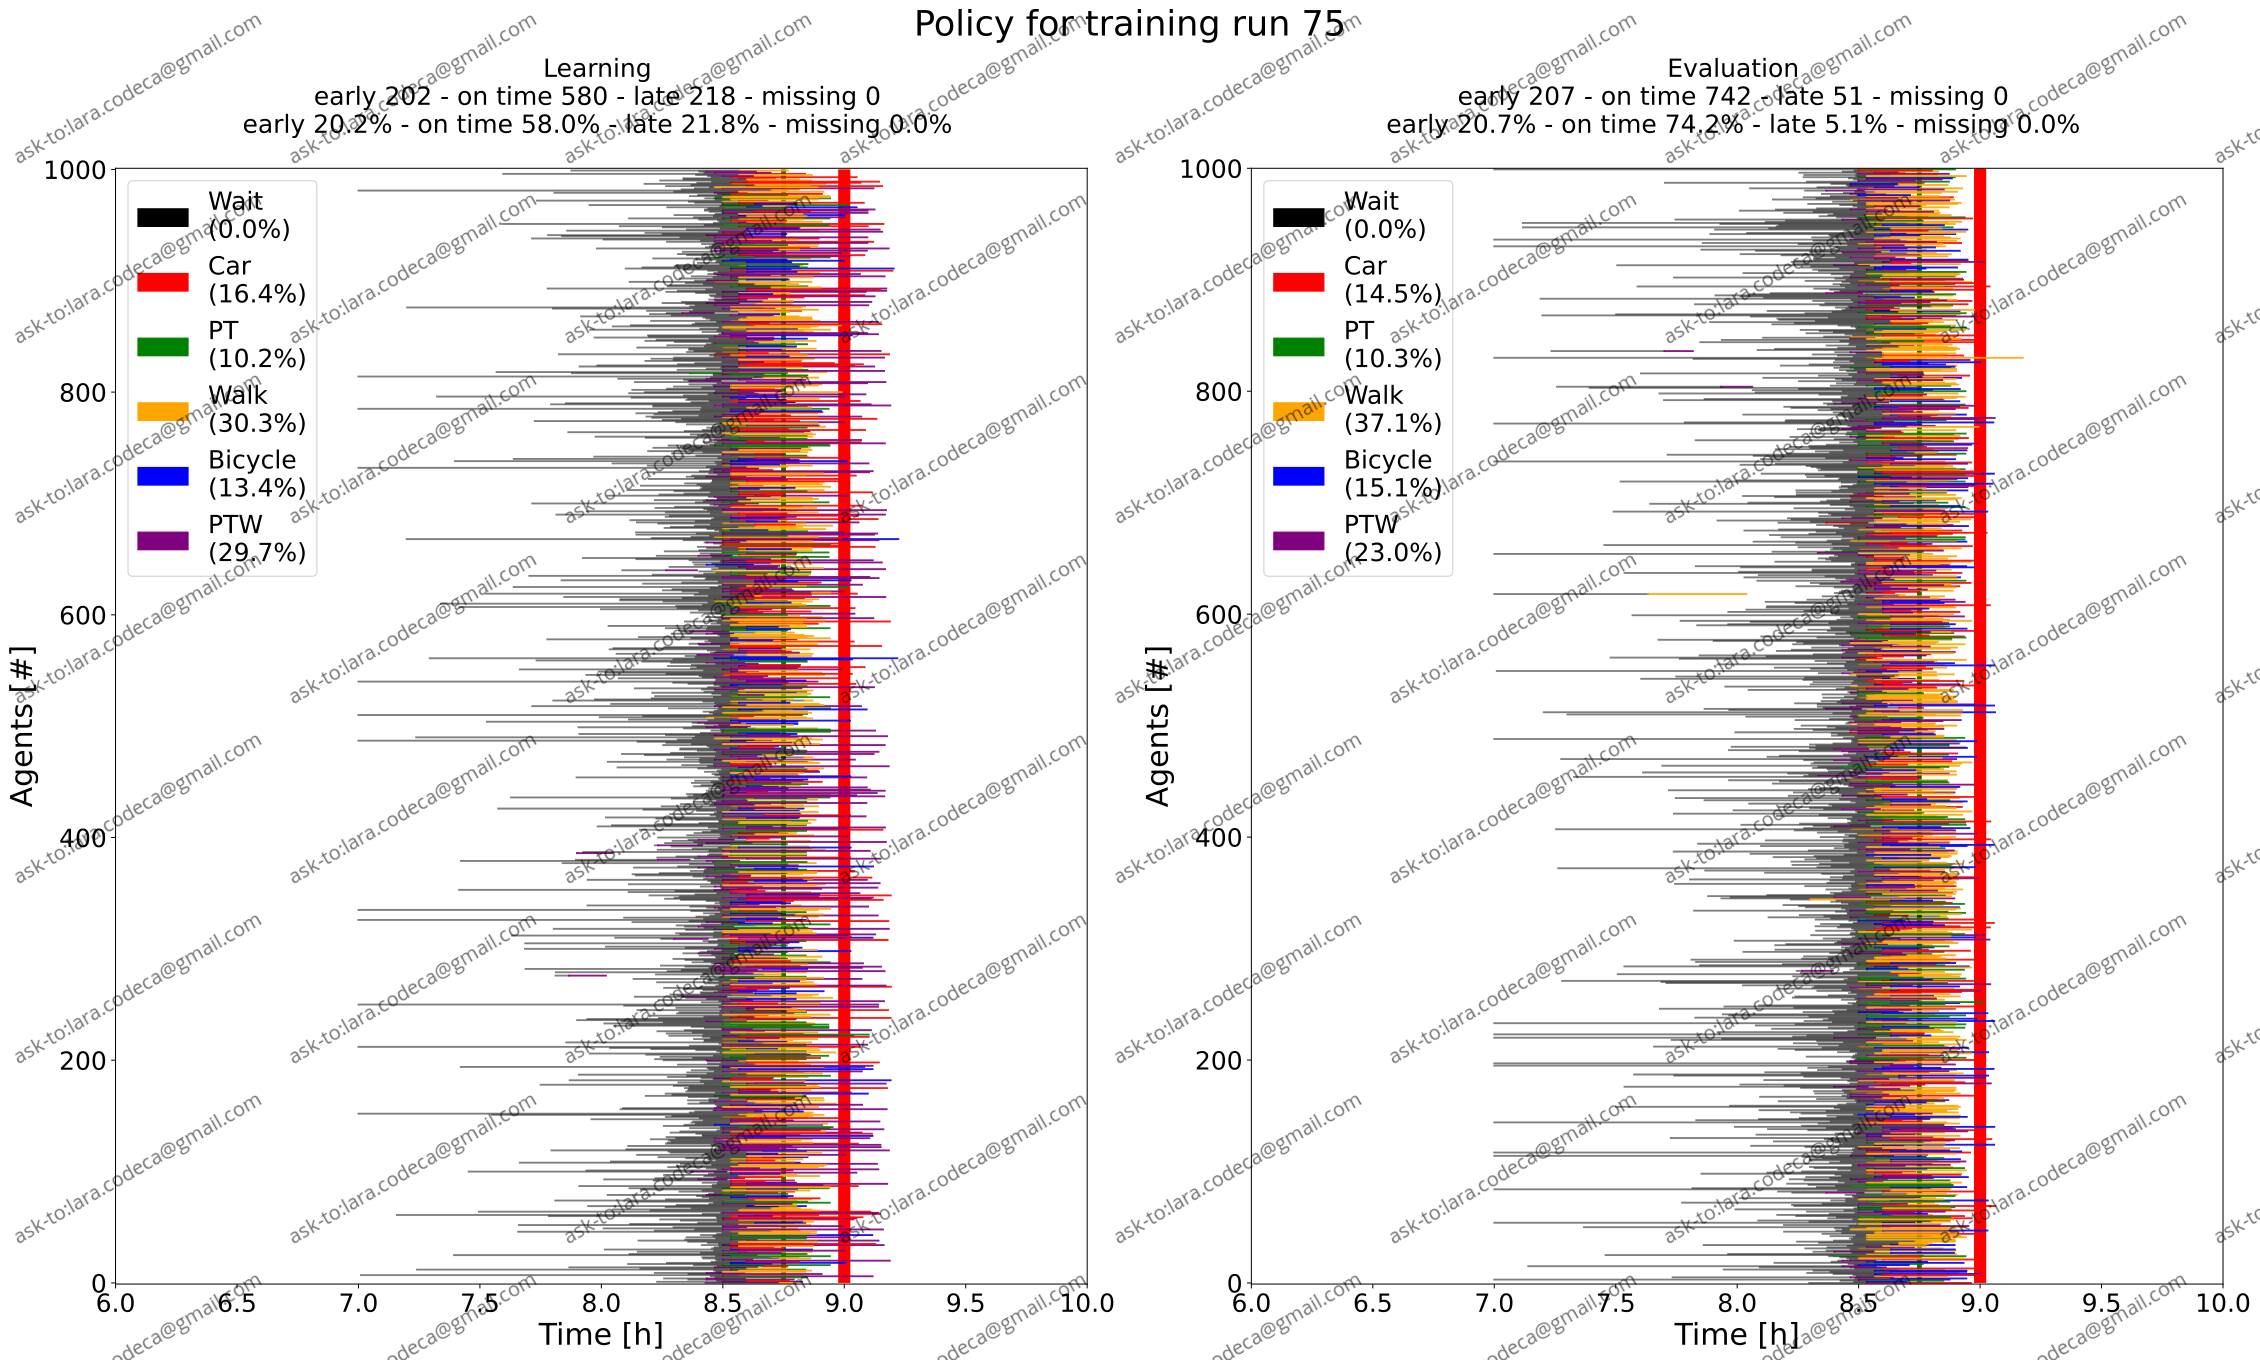 Policy for training run 75
Learning
early 202 - on time 580 - late 218 - missing 0
early 20.2% - on time 58.0% - late 21.8% - missing 0.0%
1000
800
600
400
200
0
Agents [#]
Wait
(0.0%)
Car
(16.4%)
PT
(10.2%)
Walk
(30.3%)
Bicycle
(13.4%)
PTW
(29.7%)
6.0 6.5 7.0 7.5 8.0 8.5 9.0 9.5 10.0
Time [h]
Evaluation
early 207 - on time 742 - late 51 - missing 0
early 20.7% - on time 74.2% - late 5.1% - missing 0.0%
1000
800
600
400
200
0
Agents [#]
Wait
(0.0%)
Car
(14.5%)
PT
(10.3%)
Walk
(37.1%)
Bicycle
(15.1%)
PTW
(23.0%)
6.0 6.5 7.0 7.5 8.0 8.5 9.0 9.5 10.0
Time [h]
ask-to:lara.codeca@gmail.com